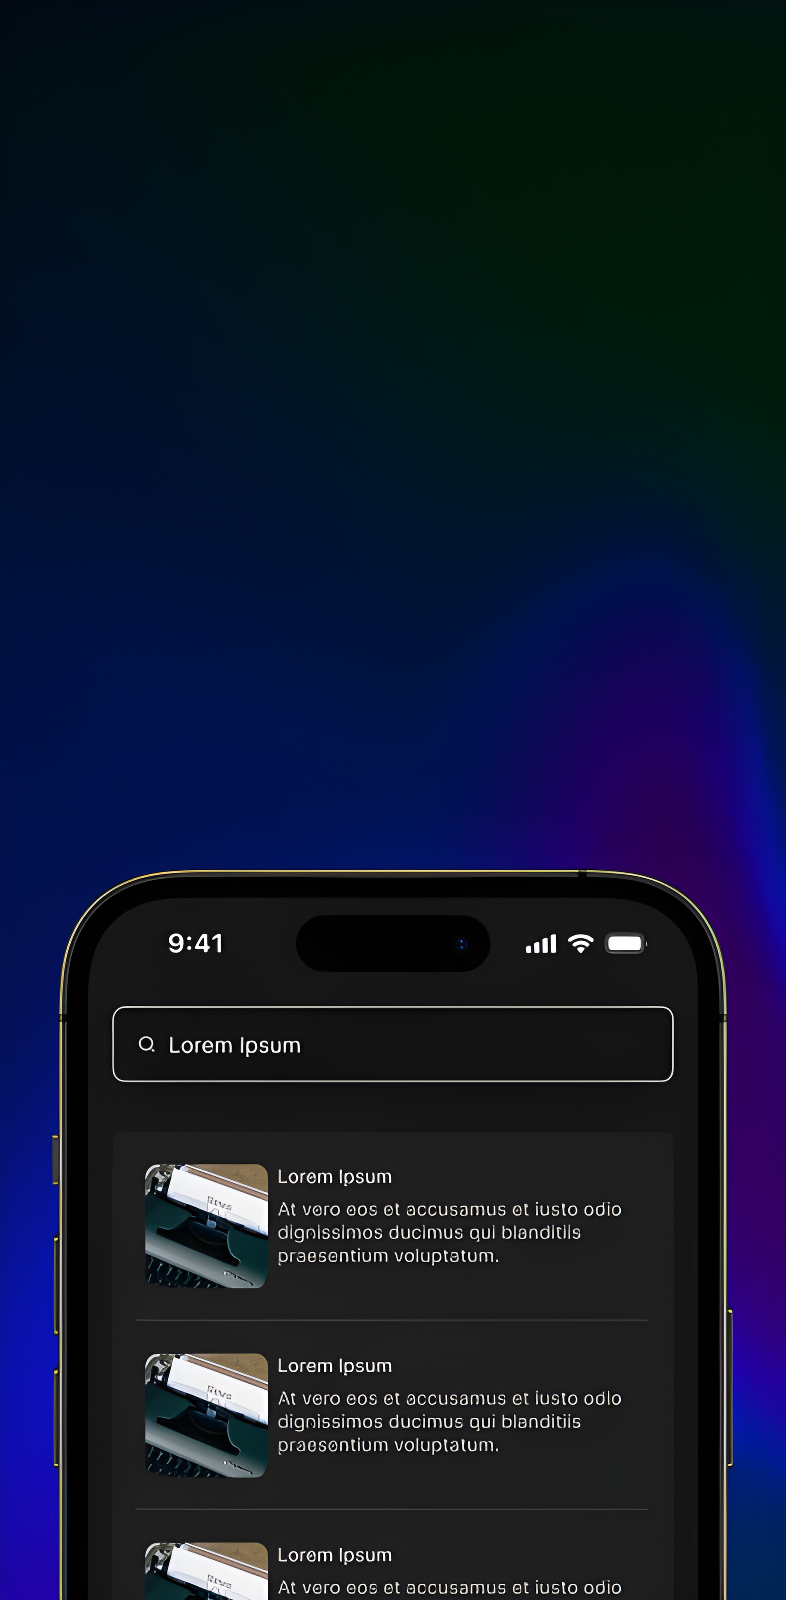 9:41
Lorem Ipsum
Lorem Ipsum
At vero eos et accusamus et iusto odio
dignissimos ducimus qui blanditiis
praesentium voluptatum.
Lorem Ipsum
At vero eos et accusamus et iusto odio
dignissimos ducimus qui blanditiis
praesentium voluptatum.
Lorem Ipsum
At vero eos et accusamus et iusto odio